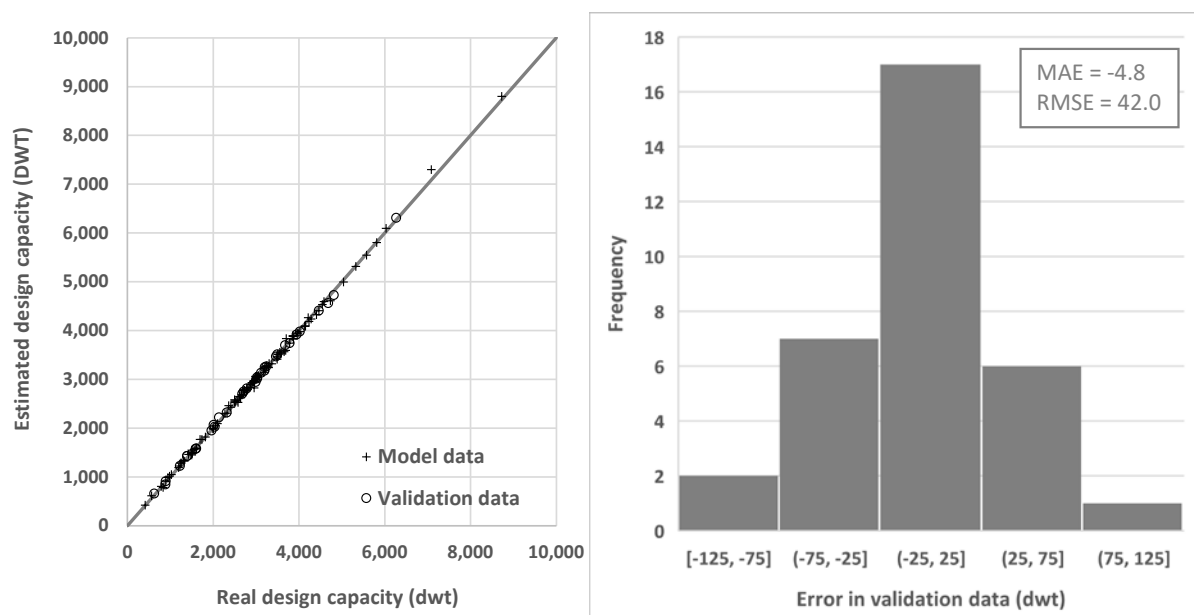 10,000
9,000
8,000
7,000
6,000
5,000
4,000
3,000
2,000
1,000
0
Estimated design capacity (DWT)
Model data
Validation data
0 2,000 4,000 6,000 8,000 10,000
Real design capacity (dwt)
18
16
14
12
10
8
6
4
2
0
Frequency
MAE = -4.8
RMSE = 42.0
[-125, -75] (-75, -25] (-25, 25] (25, 75] (75, 125]
Error in validation data (dwt)